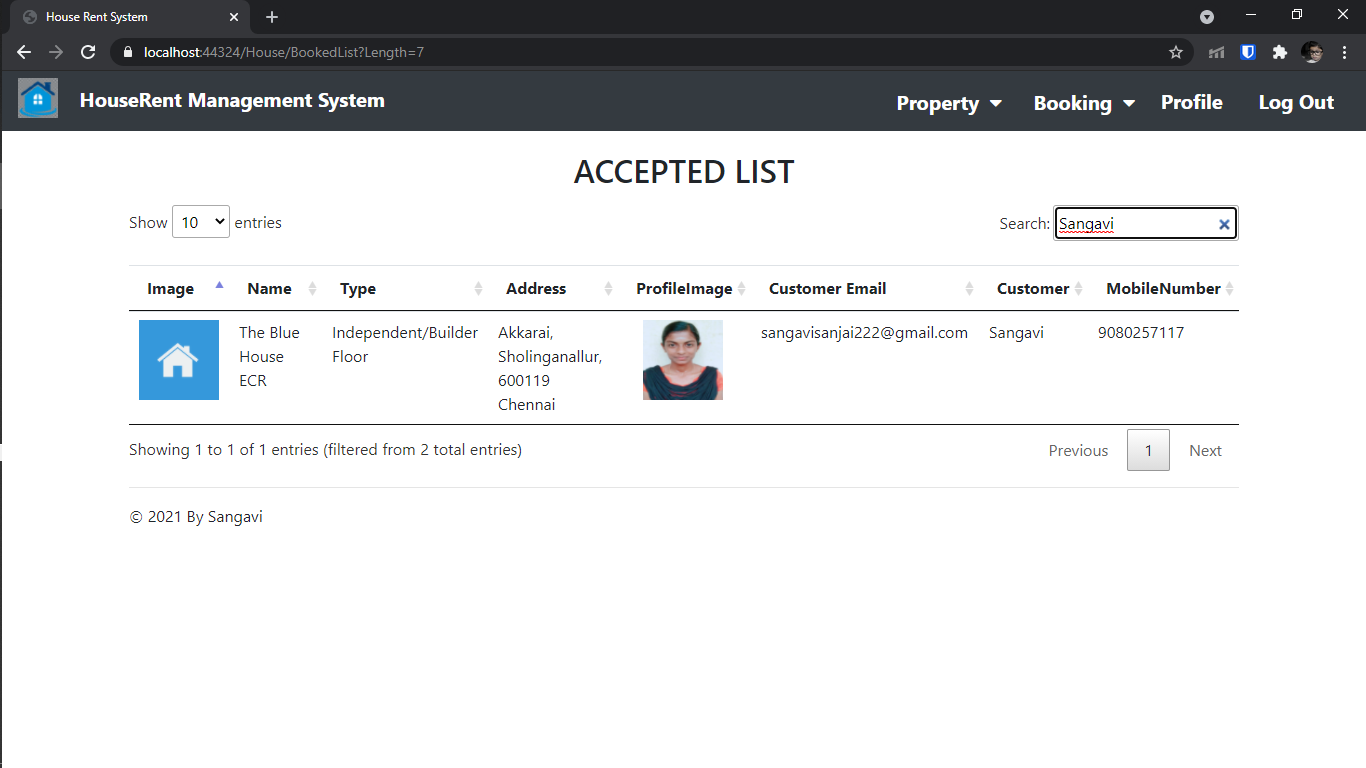 House Rent System
localhost:44324/House/BookedList?Length=7
HouseRent Management System
Property Booking Profile Log Out
ACCEPTED LIST
Show 10 entries Search: Sangavi
Image Name Type Address ProfileImage Customer Email Customer MobileNumber
The Blue Independent/Builder Akkarai, sangavisanjai222@gmail.com Sangavi 9080257117
House Floor Sholinganallur,
ECR 600119
Chennai
Showing 1 to 1 of 1 entries (filtered from 2 total entries) Previous 1 Next
© 2021 By Sangavi